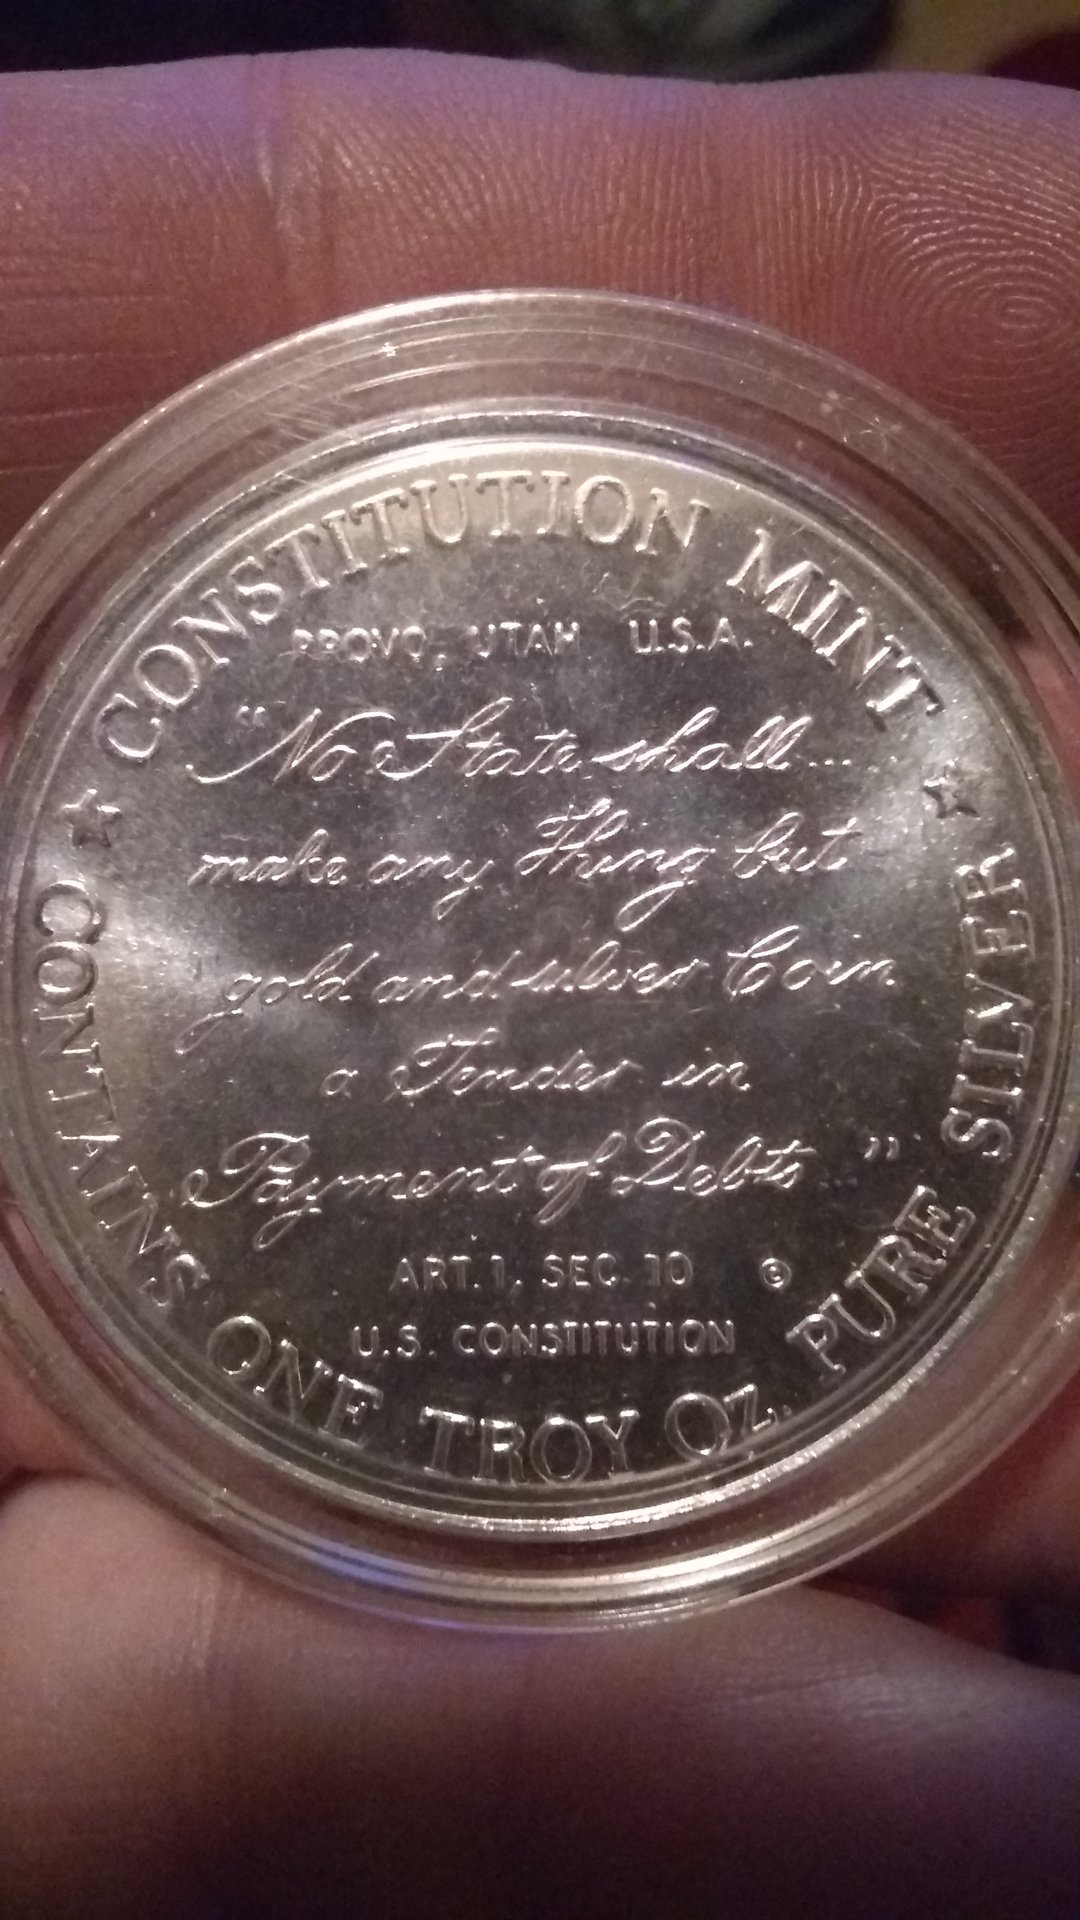 CONSTITUTION MINT
PROVO, UTAH U.S.A.
"No State shall...
make any Thing but
gold and silver Coin
a Tender in
Payment of Debts..."
ART. 1, SEC. 10 ©
U.S. CONSTITUTION
CONTAINS ONE TROY OZ. PURE SILVER